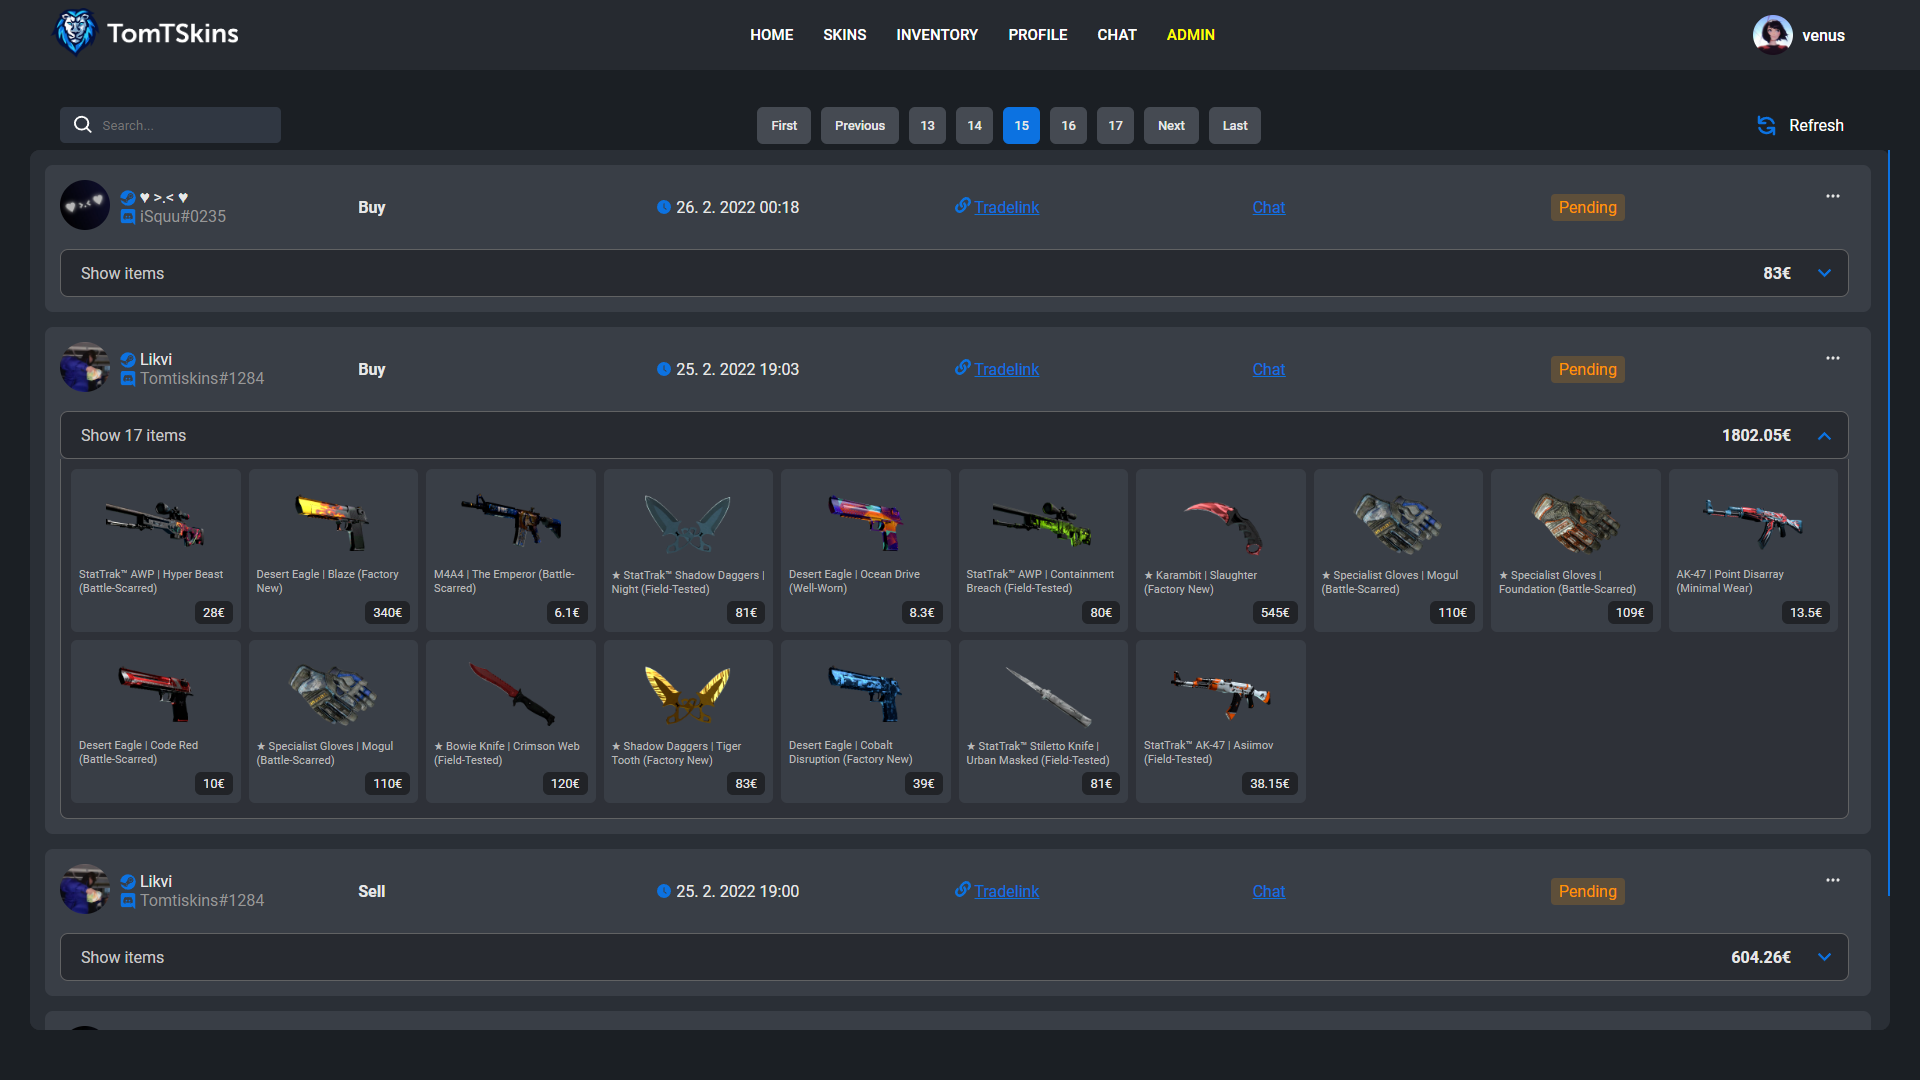 TomTSkins
HOME SKINS INVENTORY PROFILE CHAT ADMIN
venus
Search...
First Previous 13 14 15 16 17 Next Last
Refresh
♥ >.< ♥
iSquu#0235
Buy
26. 2. 2022 00:18
Tradelink
Chat
Pending
...
Show items
83€
Likvi
Tomtiskins#1284
Buy
25. 2. 2022 19:03
Tradelink
Chat
Pending
...
Show 17 items
1802.05€
StatTrak™ AWP | Hyper Beast
(Battle-Scarred)
28€
Desert Eagle | Blaze (Factory
New)
340€
M4A4 | The Emperor (Battle-
Scarred)
6.1€
★ StatTrak™ Shadow Daggers |
Night (Field-Tested)
81€
Desert Eagle | Ocean Drive
(Well-Worn)
8.3€
StatTrak™ AWP | Containment
Breach (Field-Tested)
80€
★ Karambit | Slaughter
(Factory New)
545€
★ Specialist Gloves | Mogul
(Battle-Scarred)
110€
★ Specialist Gloves |
Foundation (Battle-Scarred)
109€
AK-47 | Point Disarray
(Minimal Wear)
13.5€
Desert Eagle | Code Red
(Battle-Scarred)
10€
★ Specialist Gloves | Mogul
(Battle-Scarred)
110€
★ Bowie Knife | Crimson Web
(Field-Tested)
120€
★ Shadow Daggers | Tiger
Tooth (Factory New)
83€
Desert Eagle | Cobalt
Disruption (Factory New)
39€
★ StatTrak™ Stiletto Knife |
Urban Masked (Field-Tested)
81€
StatTrak™ AK-47 | Asiimov
(Field-Tested)
38.15€
Likvi
Tomtiskins#1284
Sell
25. 2. 2022 19:00
Tradelink
Chat
Pending
...
Show items
604.26€